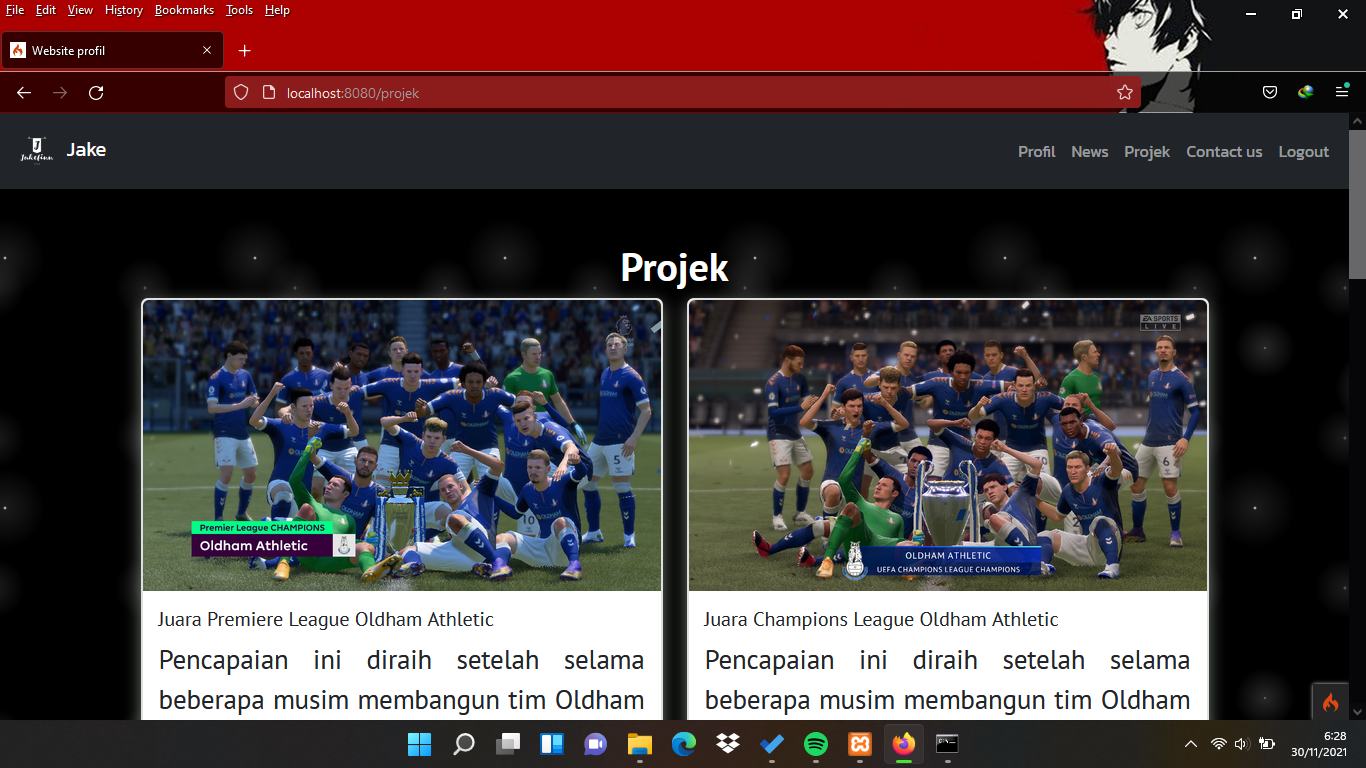 File Edit View History Bookmarks Tools Help
Website profil
localhost:8080/projek
J
Jakefinn
Jake
Profil News Projek Contact us Logout
Projek
5
10
Premier League CHAMPIONS
Oldham Athletic
Juara Premiere League Oldham Athletic
Pencapaian ini diraih setelah selama
beberapa musim membangun tim Oldham
EA SPORTS
LIVE
6
OLDHAM ATHLETIC
UEFA CHAMPIONS LEAGUE CHAMPIONS
Juara Champions League Oldham Athletic
Pencapaian ini diraih setelah selama
beberapa musim membangun tim Oldham
6:28
30/11/2021